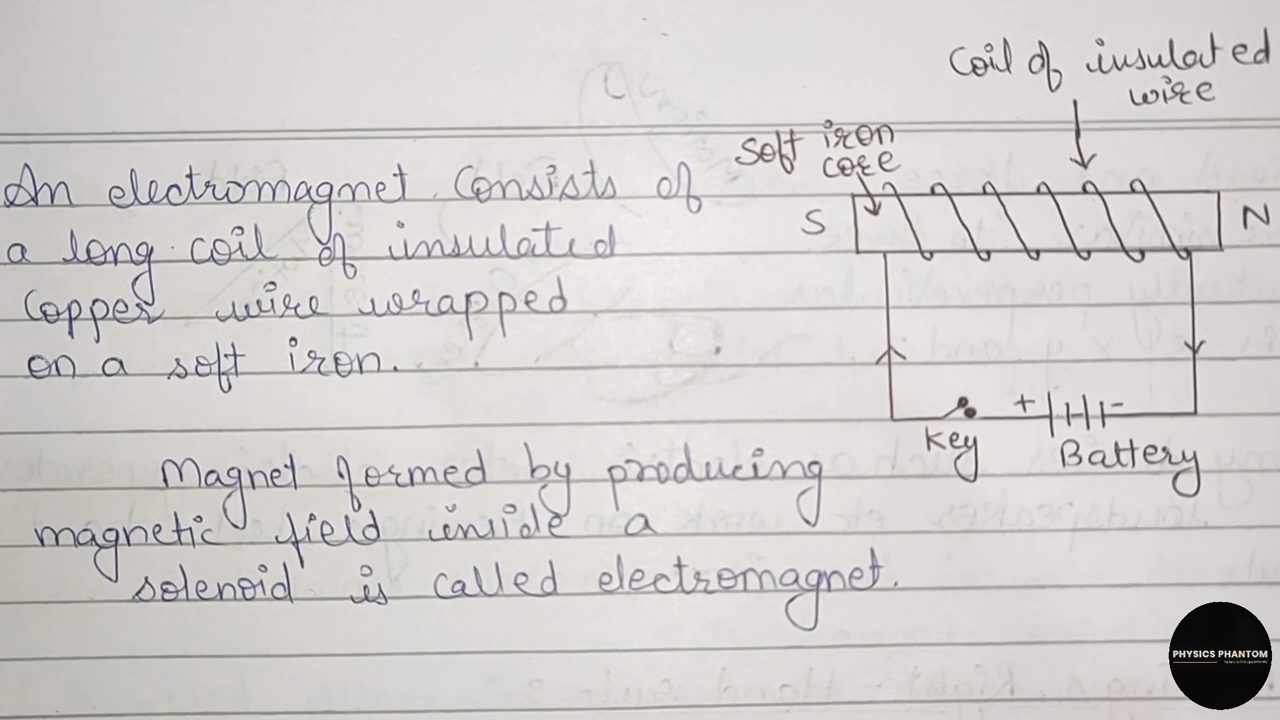 Coil of insulated
wire
Soft iron
core
An electromagnet consists of
a long coil of insulated
copper wire wrapped
on a soft iron.
S
N
+
-
Key
Battery
Magnet formed by producing
magnetic field inside a
solenoid is called electromagnet.
PHYSICS PHANTOM